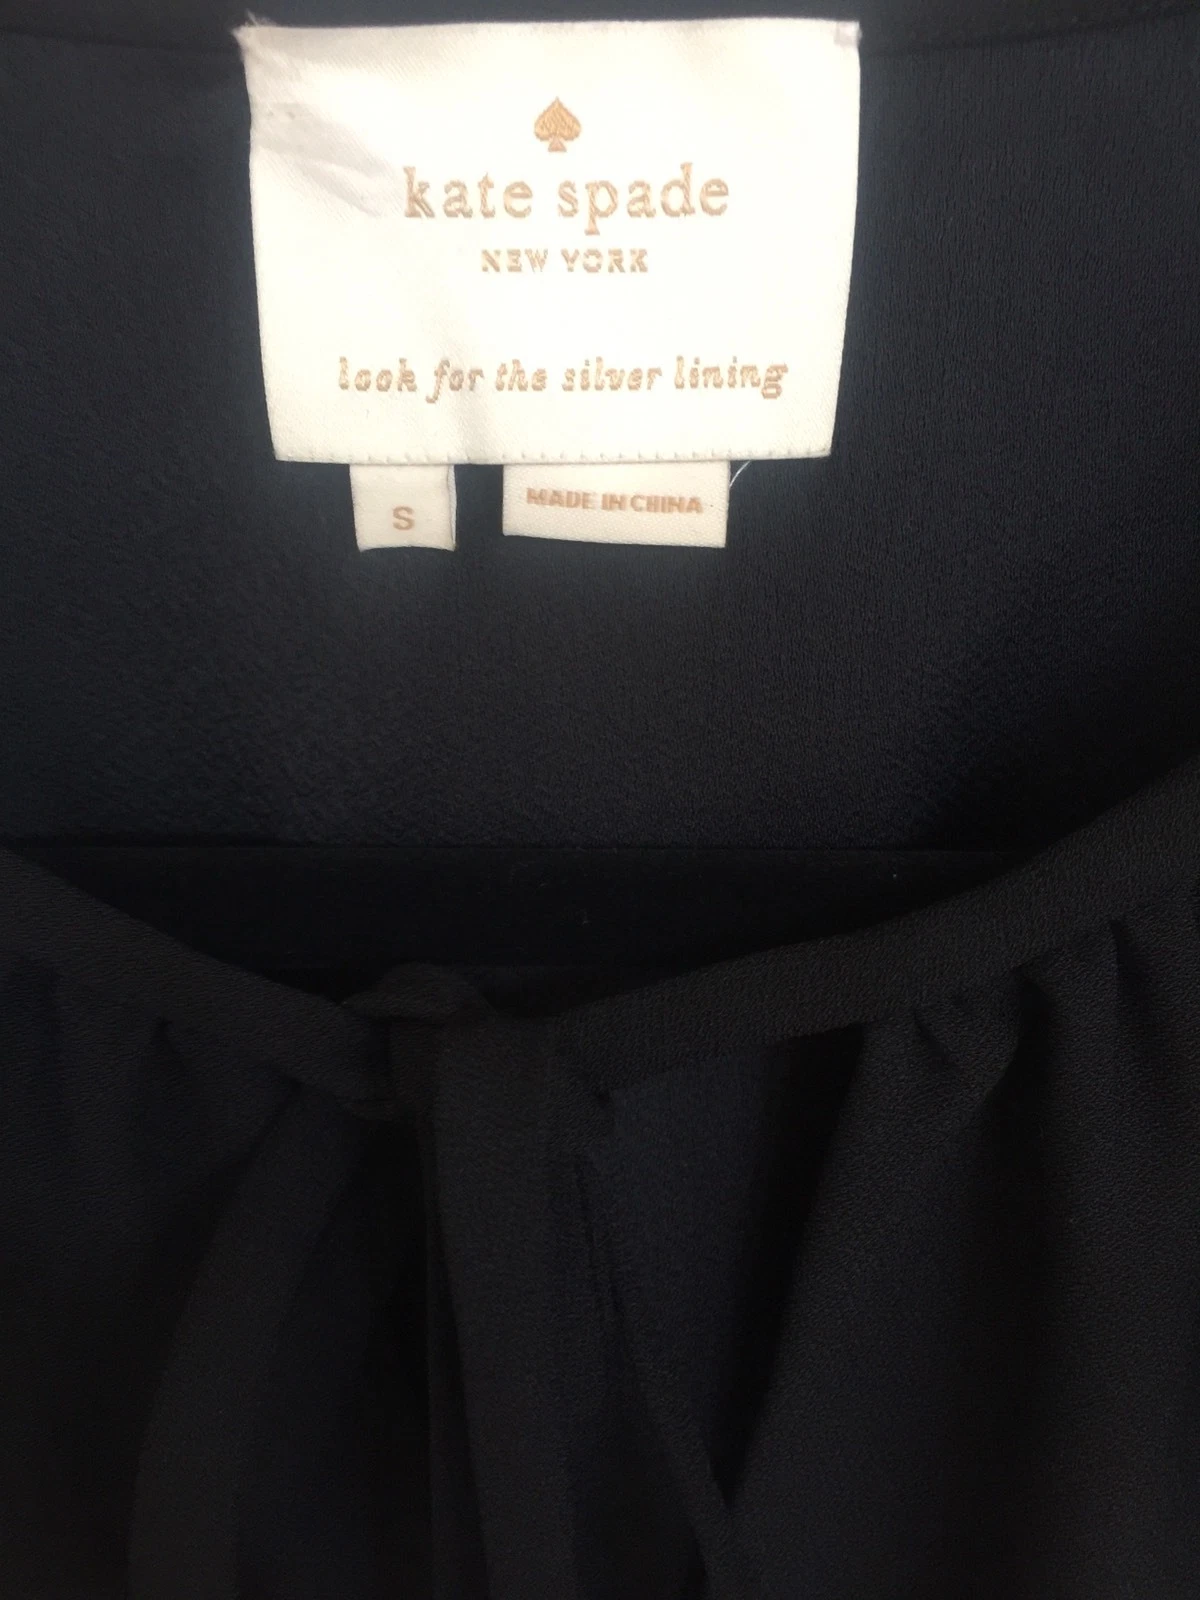 kate spade
NEW YORK
look for the silver lining
S
MADE IN CHINA